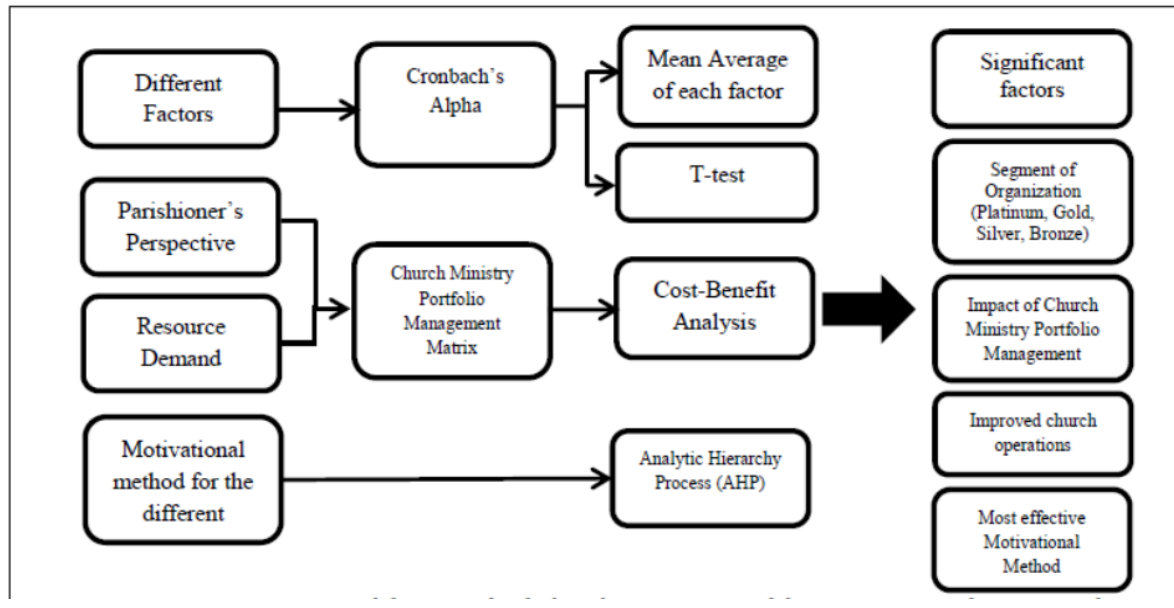 Different
Factors
Cronbach's
Alpha
Mean Average
of each factor
T-test
Parishioner's
Perspective
Resource
Demand
Church Ministry
Portfolio
Management
Matrix
Cost-Benefit
Analysis
Motivational
method for the
different
Analytic Hierarchy
Process (AHP)
Significant
factors
Segment of
Organization
(Platinum, Gold,
Silver, Bronze)
Impact of Church
Ministry Portfolio
Management
Improved church
operations
Most effective
Motivational
Method